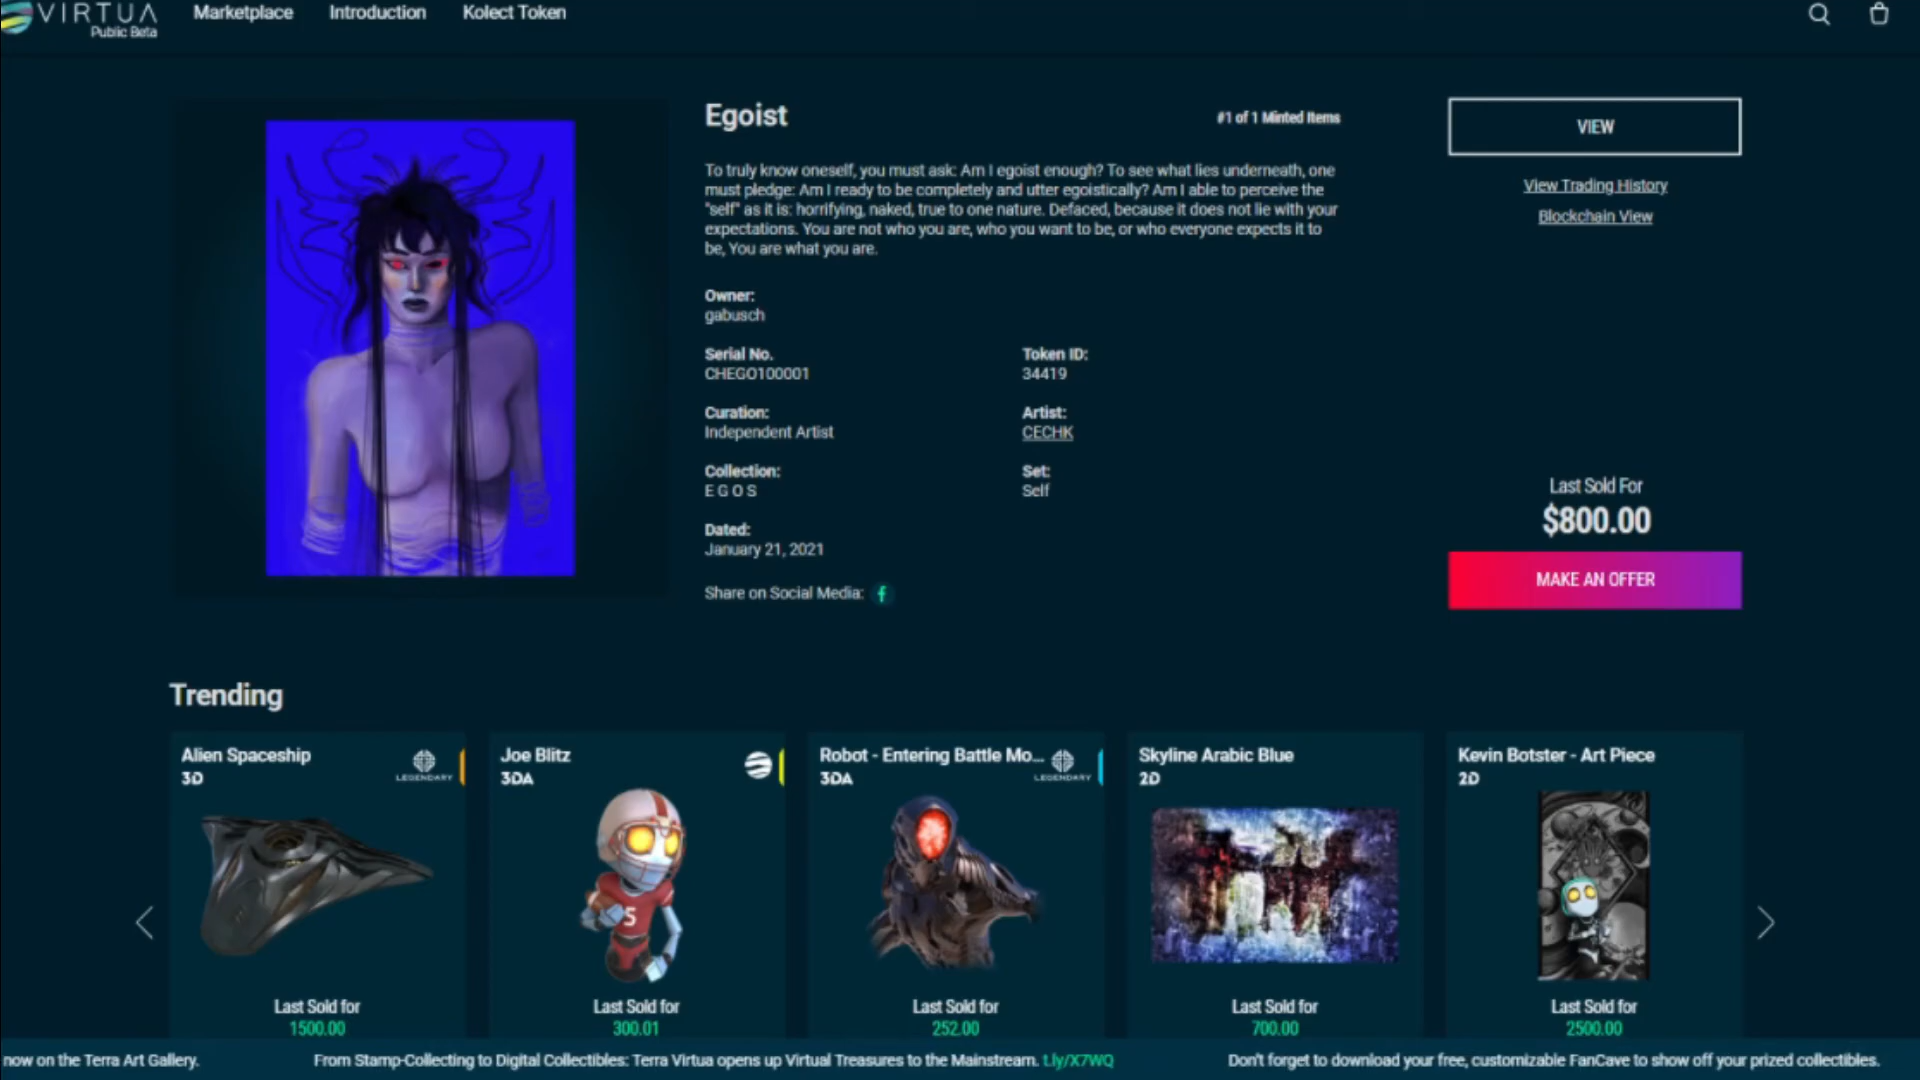 VIRTUA
Public Beta
Marketplace
Introduction
Kolect Token
Egoist
#1 of 1 Minted Items
To truly know oneself, you must ask: Am I egoist enough? To see what lies underneath, one
must pledge: Am I ready to be completely and utter egoistically? Am I able to perceive the
"self" as it is: horrifying, naked, true to one nature. Defaced, because it does not lie with your
expectations. You are not who you are, who you want to be, or who everyone expects it to
be, You are what you are.
Owner:
gabusch
Serial No.
CHEGO100001
Token ID:
34419
Curation:
Independent Artist
Artist:
CECHK
Collection:
E G O S
Set:
Self
Dated:
January 21, 2021
Share on Social Media:
VIEW
View Trading History
Blockchain View
Last Sold For
$800.00
MAKE AN OFFER
Trending
Alien Spaceship
3D
LEGENDARY
Last Sold for
1500.00
Joe Blitz
3DA
5
Last Sold for
300.01
Robot - Entering Battle Mo...
3DA
LEGENDARY
Last Sold for
252.00
Skyline Arabic Blue
2D
Last Sold for
700.00
Kevin Botster - Art Piece
2D
Last Sold for
2500.00
now on the Terra Art Gallery.
From Stamp-Collecting to Digital Collectibles: Terra Virtua opens up Virtual Treasures to the Mainstream. t.ly/X7WQ
Don't forget to download your free, customizable FanCave to show off your prized collectibles.